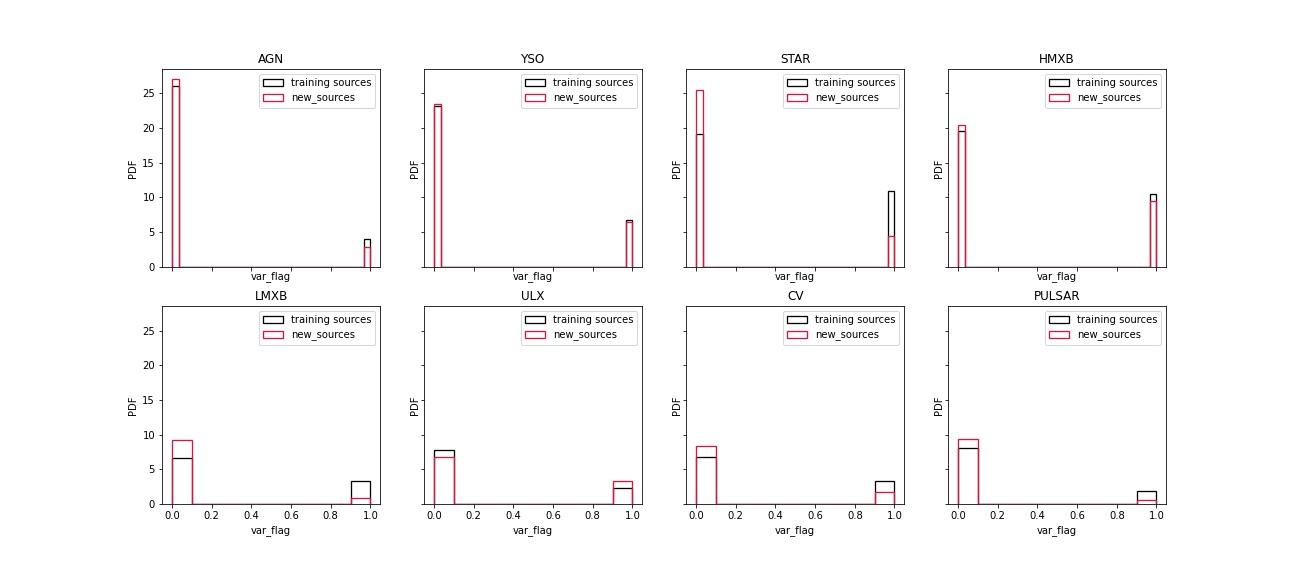 AGN
YSO
STAR
HMXB
training sources
new_sources
training sources
new_sources
training sources
new_sources
training sources
new_sources
PDF
25
20
15
10
5
0
PDF
PDF
PDF
var_flag
var_flag
var_flag
var_flag
LMXB
ULX
CV
PULSAR
training sources
new_sources
training sources
new_sources
training sources
new_sources
training sources
new_sources
PDF
25
20
15
10
5
0
PDF
PDF
PDF
0.0 0.2 0.4 0.6 0.8 1.0
0.0 0.2 0.4 0.6 0.8 1.0
0.0 0.2 0.4 0.6 0.8 1.0
0.0 0.2 0.4 0.6 0.8 1.0
var_flag
var_flag
var_flag
var_flag